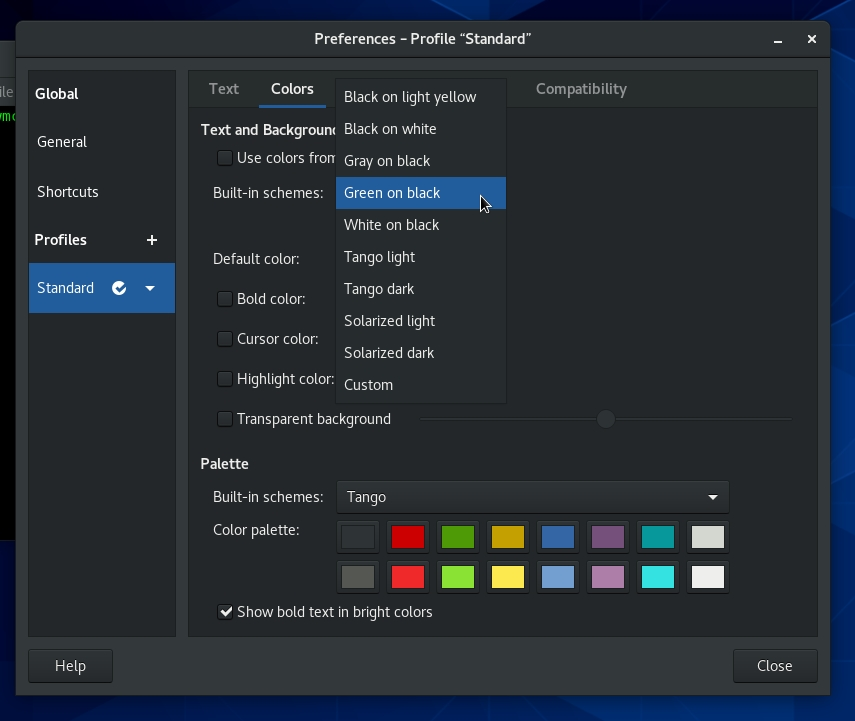 Preferences – Profile “Standard”
Global
General
Shortcuts
Profiles
Standard
Text Colors Compatibility
Text and Background
Use colors from
Built-in schemes:
Black on light yellow
Black on white
Gray on black
Green on black
White on black
Tango light
Tango dark
Solarized light
Solarized dark
Custom
Default color:
Bold color:
Cursor color:
Highlight color:
Transparent background
Palette
Built-in schemes: Tango
Color palette:
Show bold text in bright colors
Help Close